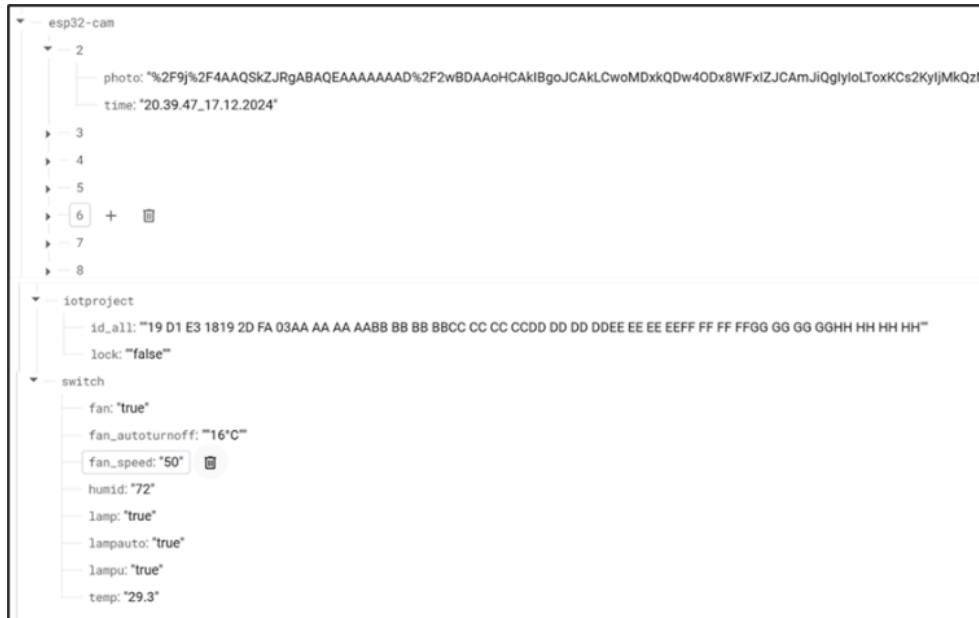 esp32-cam
2
photo: "%2F9j%2F4AAQSkZJRgABAQEAAAAAAAD%2F2wBDAAoHCAkIBgoJCAkLCwoMDxkQDw4ODx8WFxIZJCAmJiQgIyIoLToxKCs2KyIjMkQzM
time: "20.39.47_17.12.2024"
3
4
5
6 +
7
8
iotproject
id_all: ""19 D1 E3 1819 2D FA 03AA AA AA AABB BB BB BBCC CC CC CCDD DD DD DDEE EE EE EEFF FF FF FFGG GG GG GGHH HH HH HH""
lock: ""false""
switch
fan: "true"
fan_autoturnoff: ""16°C""
fan_speed: "50"
humid: "72"
lamp: "true"
lampauto: "true"
lampu: "true"
temp: "29.3"